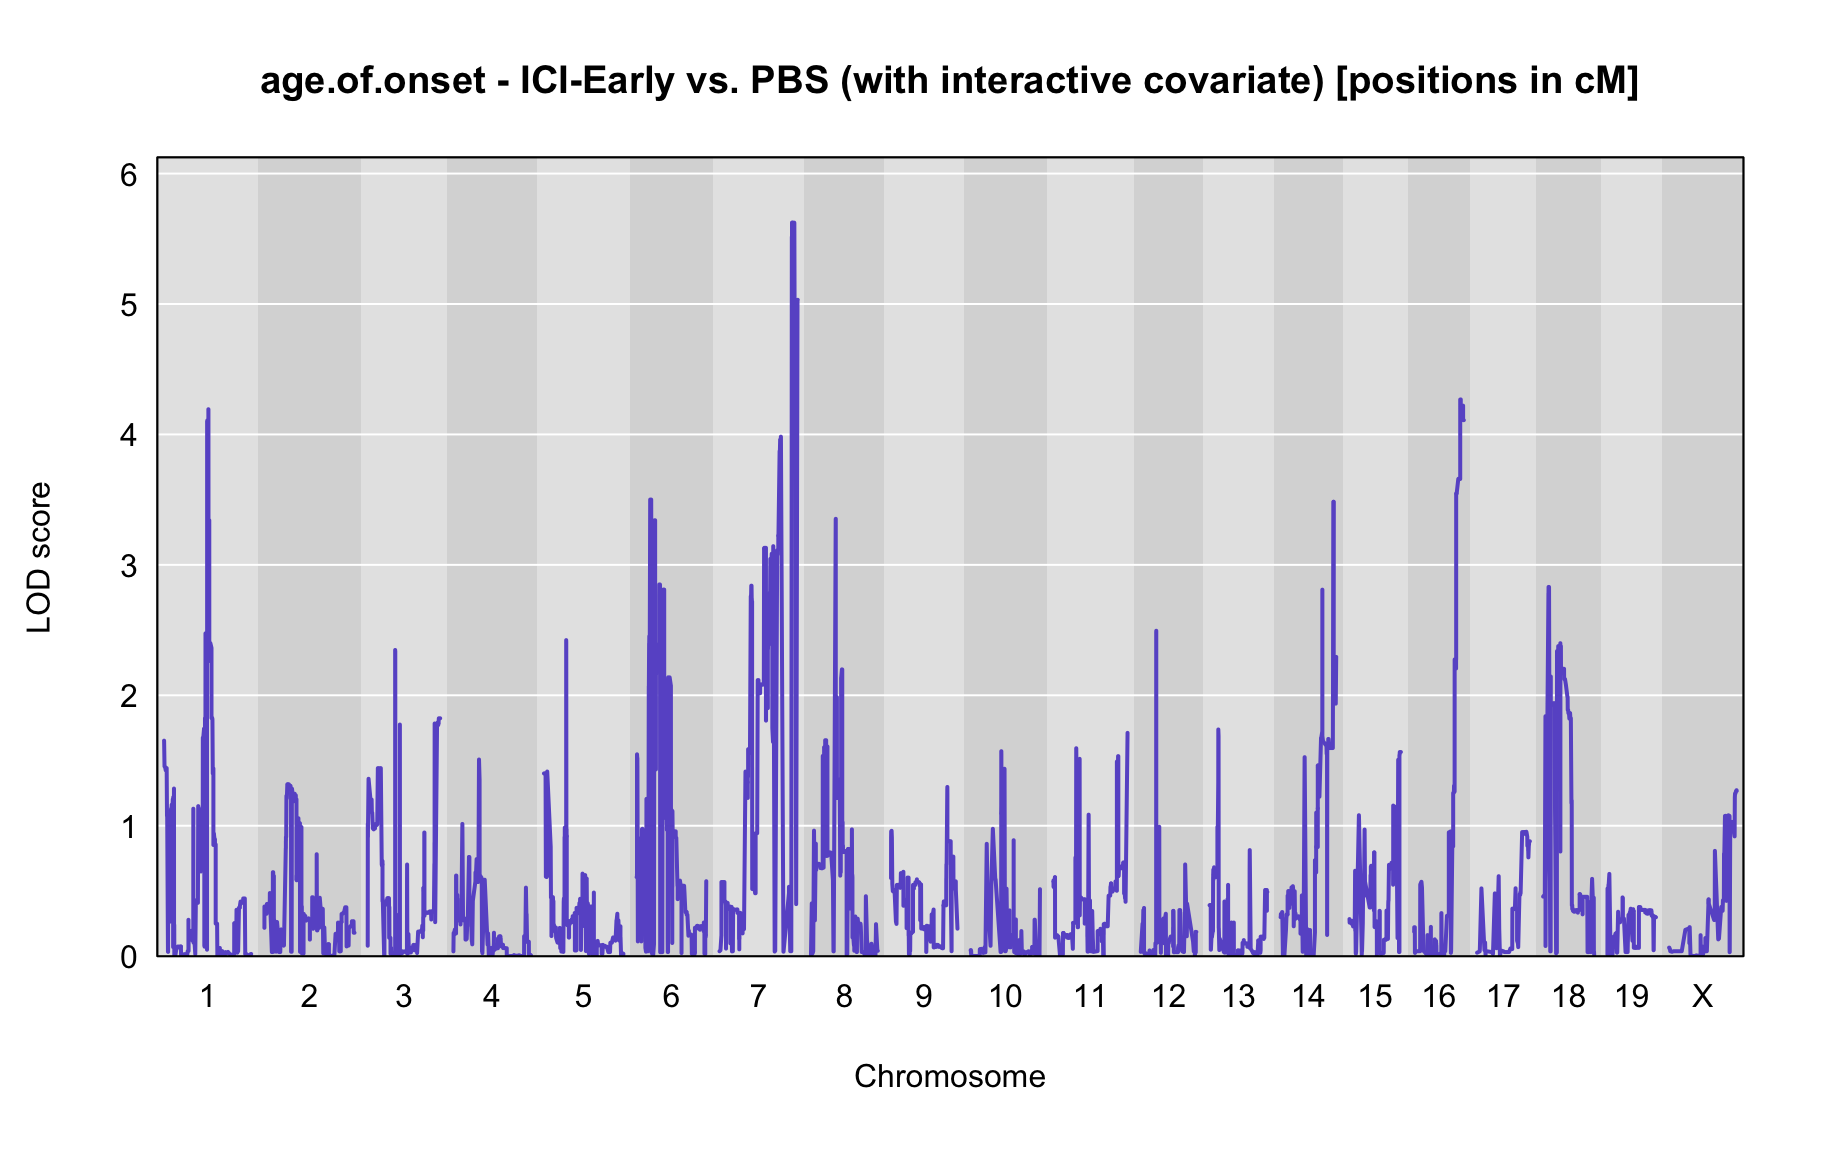 age.of.onset - ICI-Early vs. PBS (with interactive covariate) [positions in cM]
6
5
4
3
2
1
0
LOD score
1 2 3 4 5 6 7 8 9 10 11 12 13 14 15 16 17 18 19 X
Chromosome